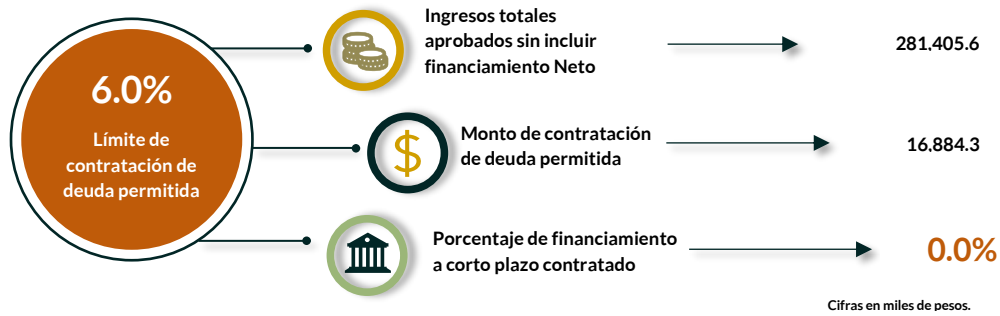 6.0%
Límite de
contratación de
deuda permitida
Ingresos totales
aprobados sin incluir
financiamiento Neto
281,405.6
$
Monto de contratación
de deuda permitida
16,884.3
Porcentaje de financiamiento
a corto plazo contratado
0.0%
Cifras en miles de pesos.